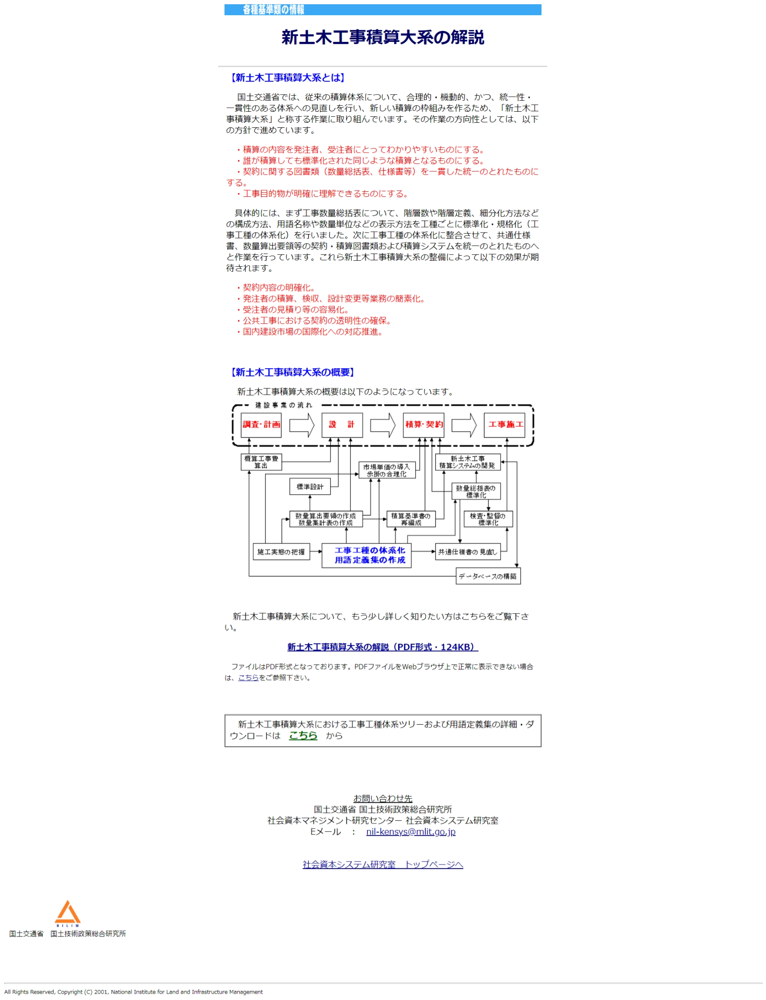 各種基準類の情報
新土木工事積算大系の解説
【新土木工事積算大系とは】
国土交通省では、従来の積算体系について、合理的・機動的、かつ、統一性・
一貫性のある体系への見直しを行い、新しい積算の枠組みを作るため、「新土木工
事積算大系」と称する作業に取り組んでいます。その作業の方向性としては、以下
の方針で進めています。
・積算の内容を発注者、受注者にとってわかりやすいものにする。
・誰が積算しても標準化された同じような積算となるものにする。
・契約に関する図書類（数量総括表、仕様書等）を一貫した統一のとれたものに
する。
・工事目的物が明確に理解できるものにする。
具体的には、まず工事数量総括表について、階層数や階層定義、細分化方法など
の構成方法、用語名称や数量単位などの表示方法を工種ごとに標準化・規格化（工
事工種の体系化）を行いました。次に工事工種の体系化に整合させて、共通仕様
書、数量算出要領等の契約・積算図書類および積算システムを統一のとれたものへ
と作業を行っています。これら新土木工事積算大系の整備によって以下の効果が期
待されます。
・契約内容の明確化。
・発注者の積算、検収、設計変更等業務の簡素化。
・受注者の見積り等の容易化。
・公共工事における契約の透明性の確保。
・国内建設市場の国際化への対応推進。
【新土木工事積算大系の概要】
新土木工事積算大系の概要は以下のようになっています。
建設事業の流れ
調査・計画
設　計
積算・契約
工事施工
概算工事費
算出
市場単価の導入
歩掛の合理化
新土木工事
積算システムの開発
標準設計
数量総括表の
標準化
数量算出要領の作成
数量集計表の作成
積算基準書の
再編成
検査・監督の
標準化
施工実態の把握
工事工種の体系化
用語定義集の作成
共通仕様書の見直し
データベースの構築
新土木工事積算大系について、もう少し詳しく知りたい方はこちらをご覧下さ
い。
新土木工事積算大系の解説（PDF形式・124KB）
ファイルはPDF形式となっております。PDFファイルをWebブラウザ上で正常に表示できない場合
は、こちらをご参照下さい。
新土木工事積算大系における工事工種体系ツリーおよび用語定義集の詳細・ダ
ウンロードは　こちら　から
お問い合わせ先
国土交通省 国土技術政策総合研究所
社会資本マネジメント研究センター 社会資本システム研究室
Eメール　：　nil-kensys@mlit.go.jp
社会資本システム研究室　トップページへ
NILIM
国土交通省　国土技術政策総合研究所
All Rights Reserved, Copyright (C) 2001, National Institute for Land and Infrastructure Management